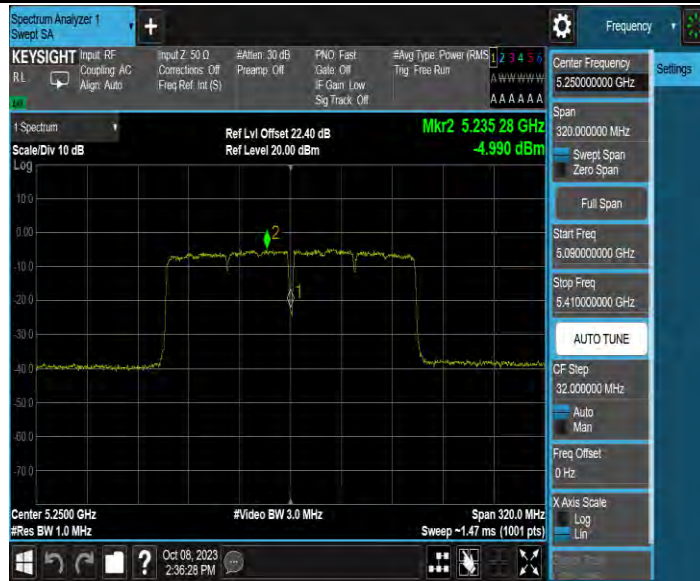 Spectrum Analyzer 1
Swept SA
+
Frequency
KEYSIGHT
RL
Input: RF
Coupling: AC
Align: Auto
Input Z: 50 Ω
Corrections: Off
Freq Ref: Int (S)
#Atten: 30 dB
Preamp: Off
PNO: Fast
Gate: Off
IF Gain: Low
Sig Track: Off
#Avg Type: Power (RMS
Trig: Free Run
1 2 3 4 5 6
A W W W W W
A A A A A A
1 Spectrum
Scale/Div 10 dB
Log
Ref Lvl Offset 22.40 dB
Ref Level 20.00 dBm
Mkr2 5.235 28 GHz
-4.990 dBm
10.0
0.00
-10.0
-20.0
-30.0
-40.0
-50.0
-60.0
-70.0
2
1
Center 5.2500 GHz
#Res BW 1.0 MHz
#Video BW 3.0 MHz
Span 320.0 MHz
Sweep ~1.47 ms (1001 pts)
Center Frequency
5.250000000 GHz
Settings
Span
320.000000 MHz
Swept Span
Zero Span
Full Span
Start Freq
5.090000000 GHz
Stop Freq
5.410000000 GHz
AUTO TUNE
CF Step
32.000000 MHz
Auto
Man
Freq Offset
0 Hz
X Axis Scale
Log
Lin
?
Oct 08, 2023
2:36:28 PM